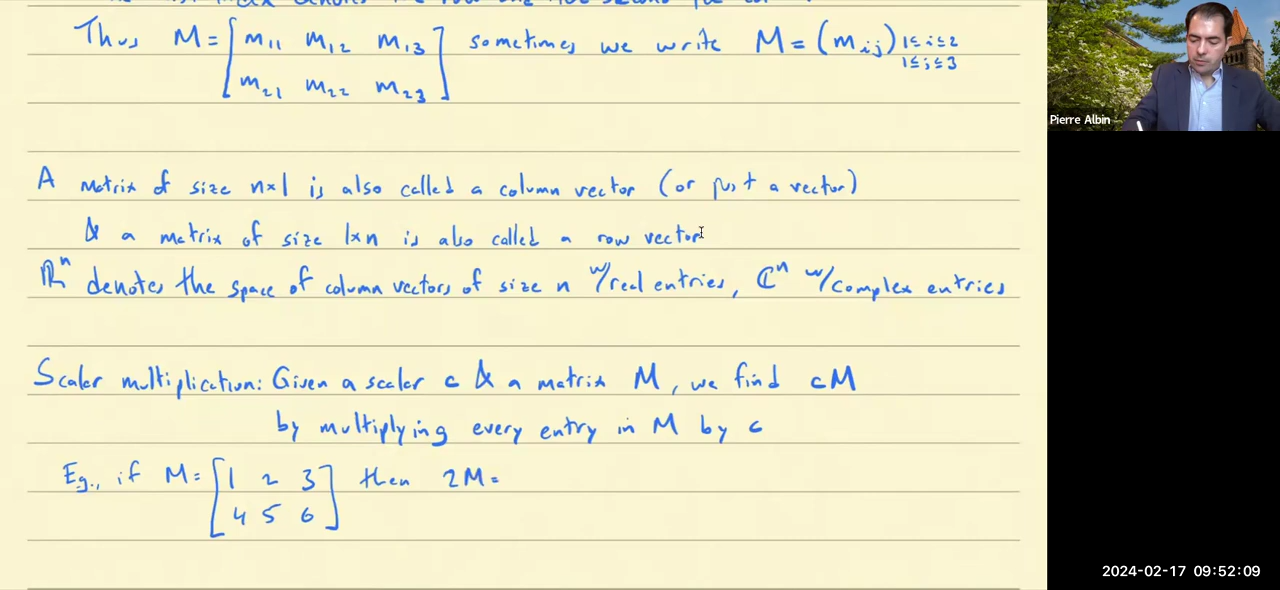 Thus M = [ m11 m12 m13 ] sometimes we write M = (mij) 1≤i≤2
1≤j≤3
m21 m22 m23
A matrix of size n×1 is also called a column vector (or just a vector)
& a matrix of size 1×n is also called a row vector
ℝⁿ denotes the space of column vectors of size n w/real entries, ℂⁿ w/complex entries
Scalar multiplication: Given a scalar c & a matrix M, we find cM
by multiplying every entry in M by c
Eg., if M = [ 1 2 3 ] then 2M =
4 5 6
Pierre Albin
2024-02-17 09:52:09